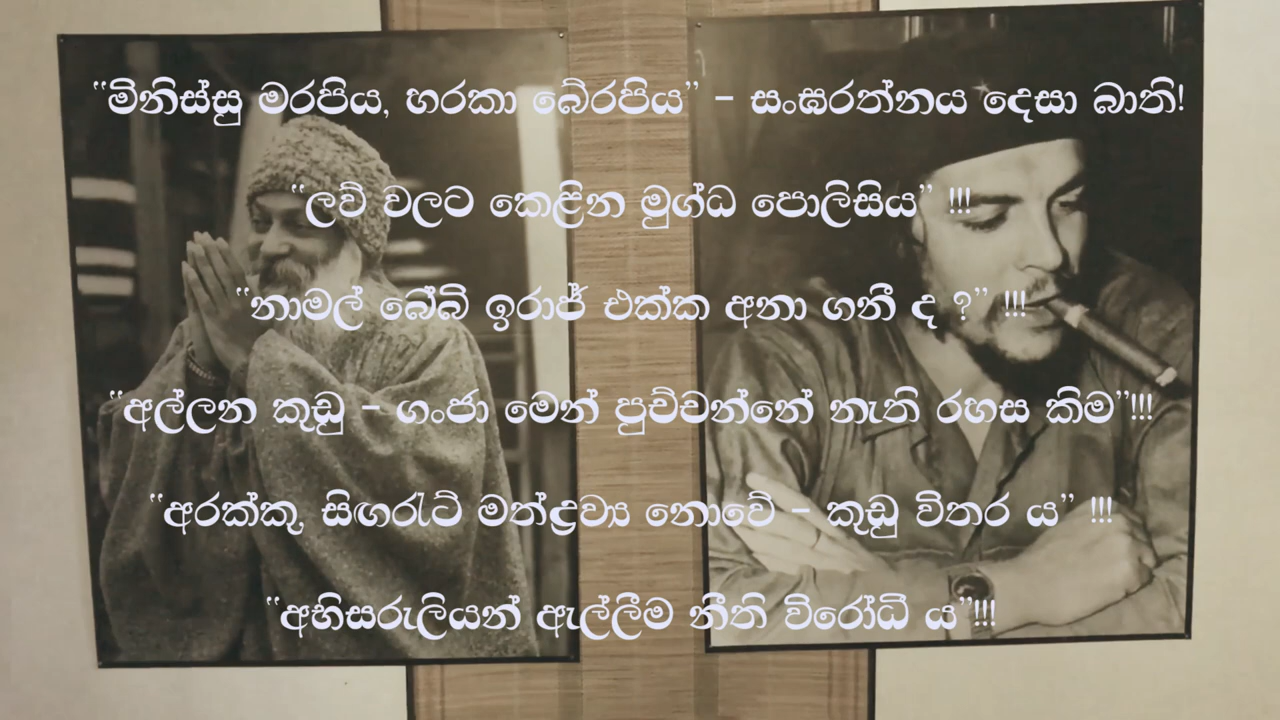 “මිනිස්සු මරපිය, හරකා බේරපිය” – සංඝරත්නය දෙසා බාති!
“ලව් වලට කෙළින මුග්ධ පොලිසිය” !!!
“නාමල් බේබි ඉරාජ් එක්ක අනා ගනී ද ?” !!!
“අල්ලන කුඩු – ගංජා මෙන් පුච්චන්නේ නැති රහස කිම”!!!
“අරක්කු, සිගරැට් මත්ද්‍රව්‍ය නොවේ – කුඩු විතර ය” !!!
“අභිසරුලියන් ඇල්ලීම නීති විරෝධී ය”!!!